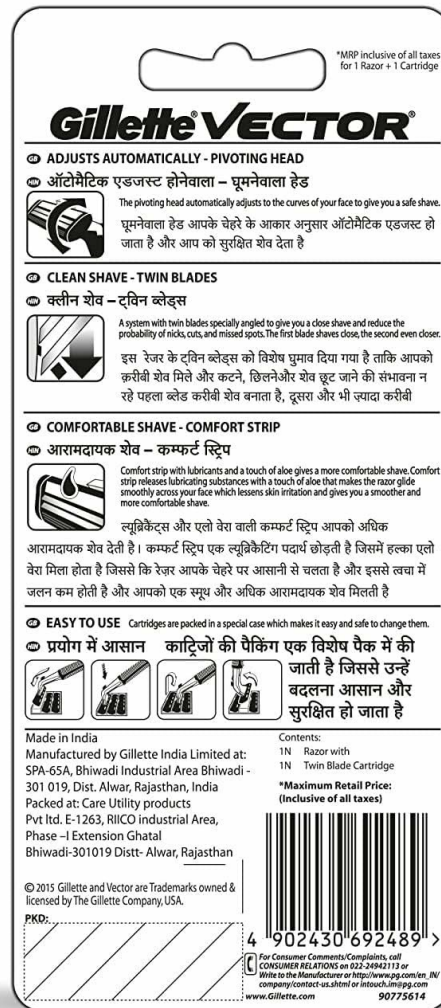 *MRP inclusive of all taxes
for 1 Razor + 1 Cartridge
Gillette® VECTOR®
GB ADJUSTS AUTOMATICALLY - PIVOTING HEAD
HIN ऑटोमैटिक एडजस्ट होनेवाला – घूमनेवाला हेड
The pivoting head automatically adjusts to the curves of your face to give you a safe shave.
घूमनेवाला हेड आपके चेहरे के आकार अनुसार ऑटोमैटिक एडजस्ट हो
जाता है और आप को सुरक्षित शेव देता है
GB CLEAN SHAVE - TWIN BLADES
HIN क्लीन शेव – ट्विन ब्लेड्स
A system with twin blades specially angled to give you a close shave and reduce the
probability of nicks, cuts, and missed spots. The first blade shaves close, the second even closer.
इस रेजर के ट्विन ब्लेड्स को विशेष घुमाव दिया गया है ताकि आपको
क़रीबी शेव मिले और कटने, छिलनेऔर शेव छूट जाने की संभावना न
रहे पहला ब्लेड करीबी शेव बनाता है, दूसरा और भी ज़्यादा करीबी
GB COMFORTABLE SHAVE - COMFORT STRIP
HIN आरामदायक शेव – कम्फर्ट स्ट्रिप
Comfort strip with lubricants and a touch of aloe gives a more comfortable shave. Comfort
strip releases lubricating substances with a touch of aloe that makes the razor glide
smoothly across your face which lessens skin irritation and gives you a smoother and
more comfortable shave.
ल्यूब्रिकैंट्स और एलो वेरा वाली कम्फर्ट स्ट्रिप आपको अधिक
आरामदायक शेव देती है। कम्फर्ट स्ट्रिप एक ल्यूब्रिकैटिंग पदार्थ छोड़ती है जिसमें हल्का एलो
वेरा मिला होता है जिससे कि रेज़र आपके चेहरे पर आसानी से चलता है और इससे त्वचा में
जलन कम होती है और आपको एक स्मूथ और अधिक आरामदायक शेव मिलती है
GB EASY TO USE Cartridges are packed in a special case which makes it easy and safe to change them.
HIN प्रयोग में आसान काट्रिजों की पैकिंग एक विशेष पैक में की
जाती है जिससे उन्हें
बदलना आसान और
सुरक्षित हो जाता है
Made in India
Manufactured by Gillette India Limited at:
SPA-65A, Bhiwadi Industrial Area Bhiwadi -
301 019, Dist. Alwar, Rajasthan, India
Packed at: Care Utility products
Pvt ltd. E-1263, RIICO industrial Area,
Phase –I Extension Ghatal
Bhiwadi-301019 Distt- Alwar, Rajasthan
© 2015 Gillette and Vector are Trademarks owned &
licensed by The Gillette Company, USA.
PKD:
Contents:
1N Razor with
1N Twin Blade Cartridge
*Maximum Retail Price:
(Inclusive of all taxes)
4 902430 692489 >
For Consumer Comments/Complaints, call
CONSUMER RELATIONS on 022-24942113 or
Write to the Manufacturer or http://www.pg.com/en_IN/
company/contact-us.shtml or intouch.im@pg.com
www.Gillette.com 90775614